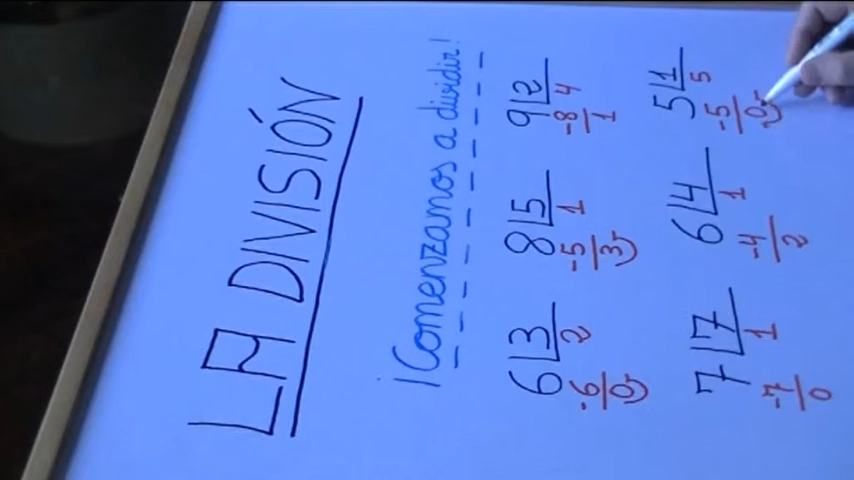 LA DIVISIÓN
¡Comenzamos a dividir!
6 3 8 5 9 2
-6 2 -5 1 -8 4
0 3 1
7 7 6 4 5 1
-7 1 -4 1 -5 5
0 2 0